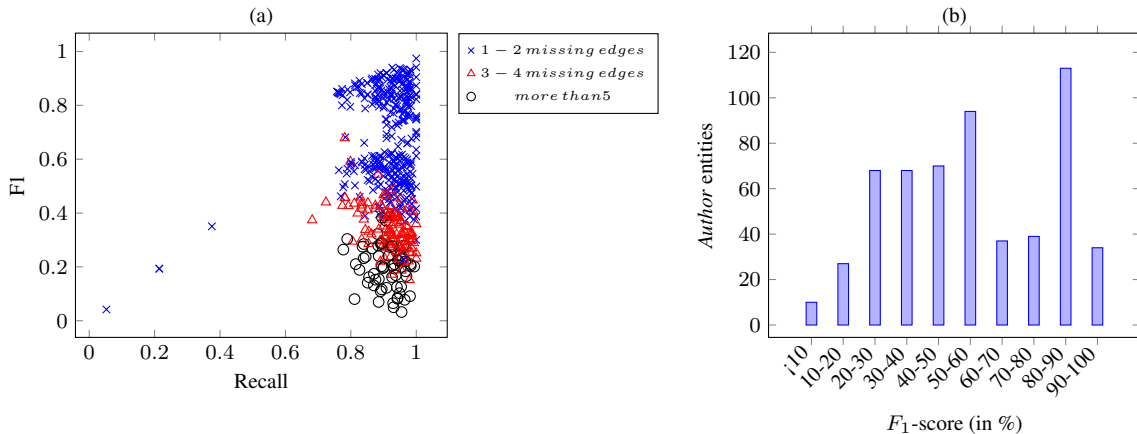 (a)
1
0.8
0.6
0.4
0.2
0
F1
0 0.2 0.4 0.6 0.8 1
Recall
1 − 2 missing edges
3 − 4 missing edges
more than5
(b)
120
100
80
60
40
20
0
Author entities
¡10 10-20 20-30 30-40 40-50 50-60 60-70 70-80 80-90 90-100
F1-score (in %)